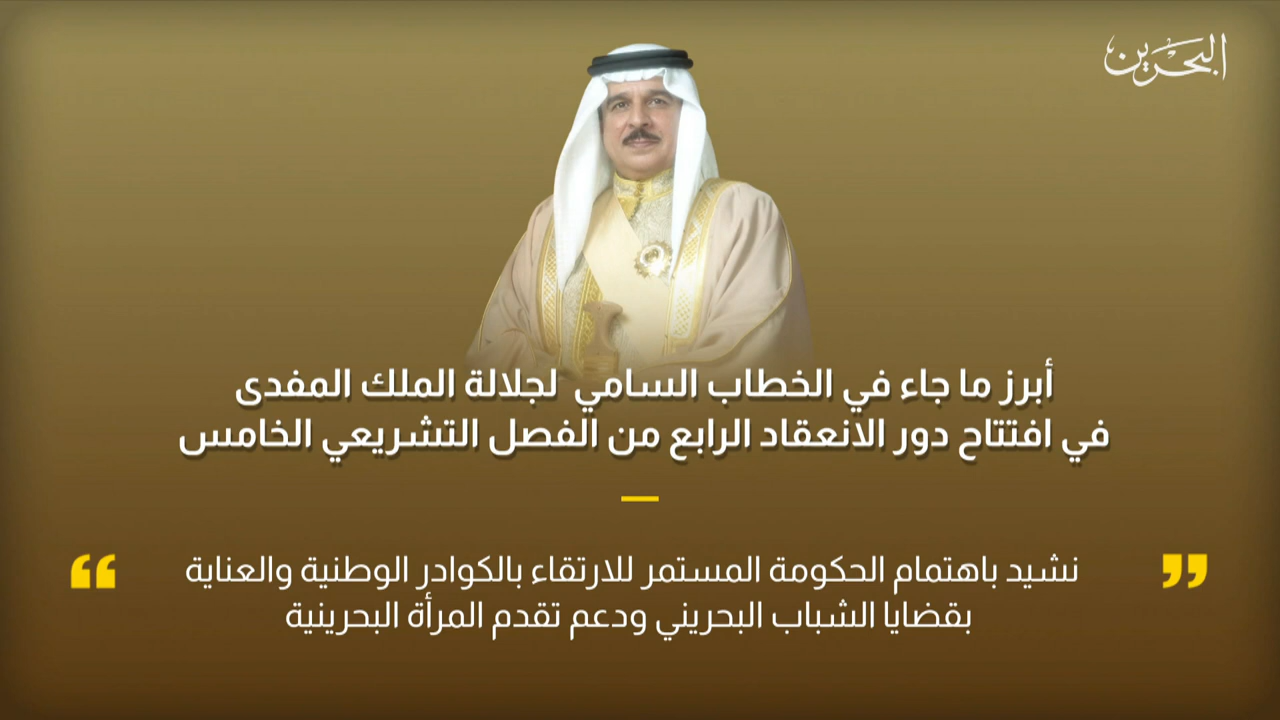 البحرين
أبرز ما جاء في الخطاب السامي لجلالة الملك المفدى
في افتتاح دور الانعقاد الرابع من الفصل التشريعي الخامس
نشيد باهتمام الحكومة المستمر للارتقاء بالكوادر الوطنية والعناية
بقضايا الشباب البحريني ودعم تقدم المرأة البحرينية